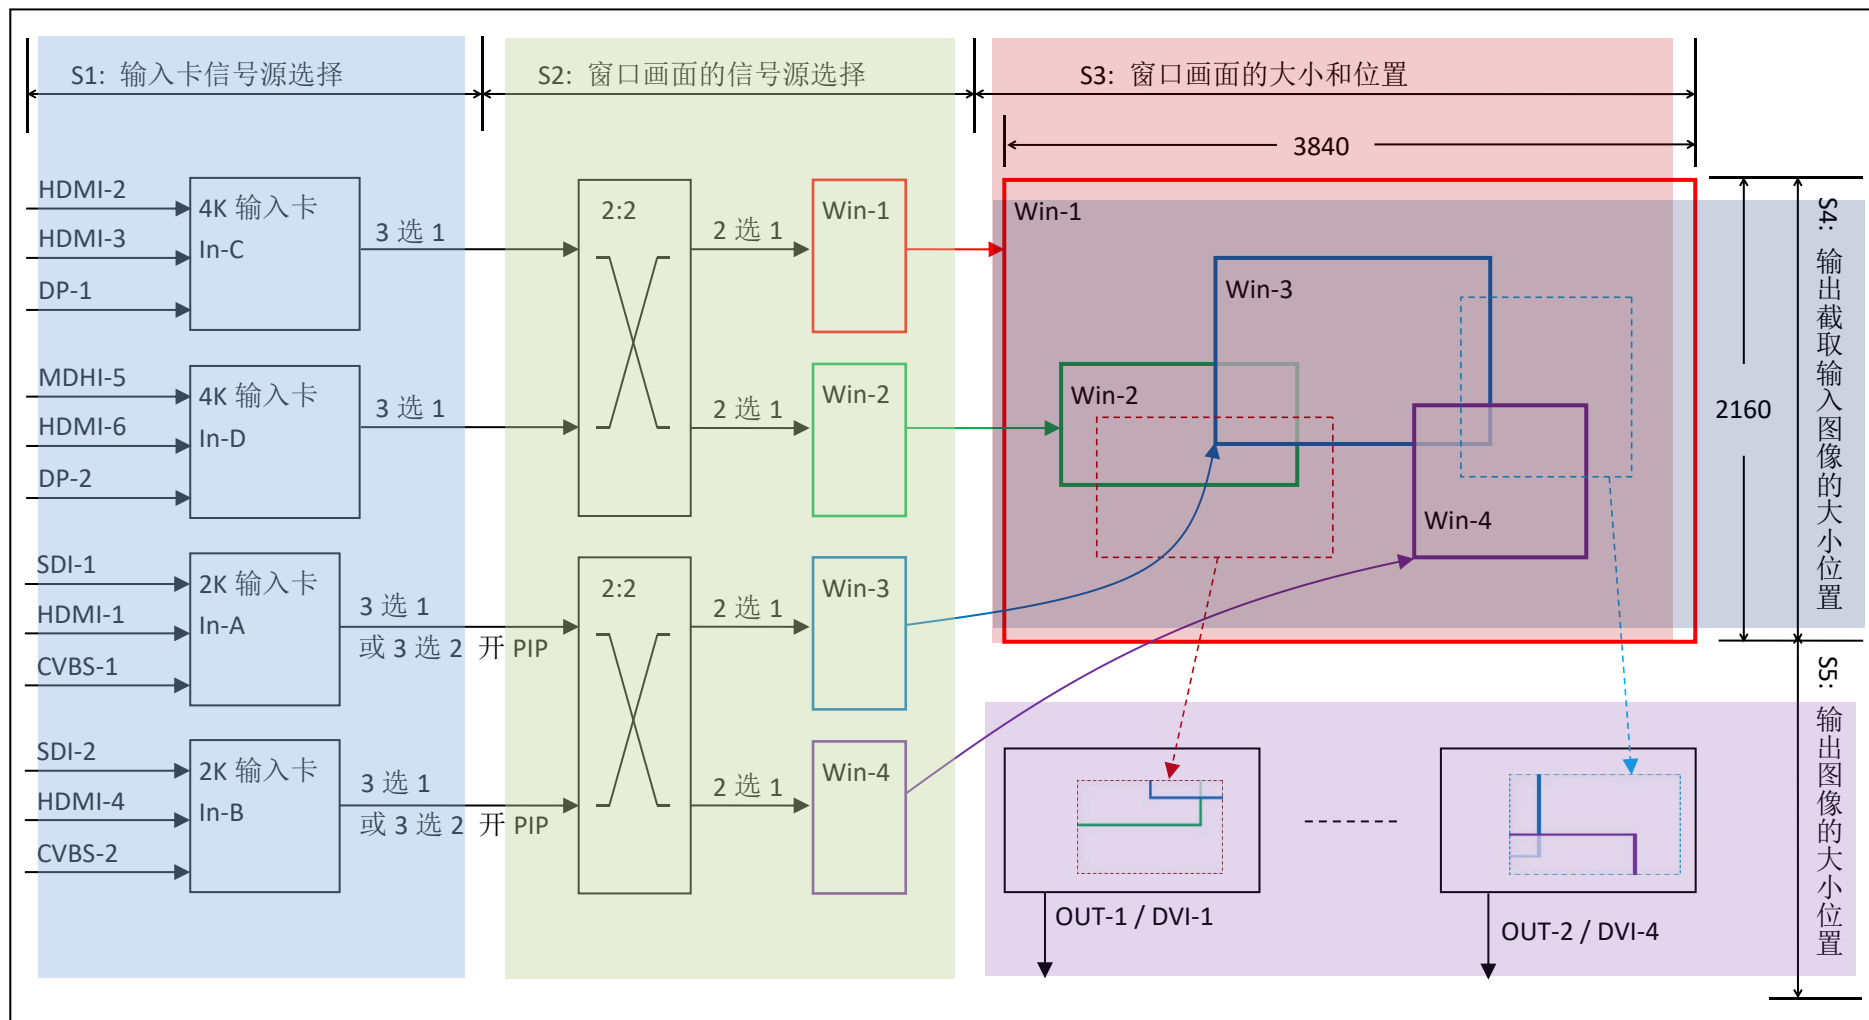 S1: 输入卡信号源选择
S2: 窗口画面的信号源选择
S3: 窗口画面的大小和位置
3840
HDMI-2
HDMI-3
DP-1
4K 输入卡
In-C
3 选 1
2:2
2 选 1
Win-1
MDHI-5
HDMI-6
DP-2
4K 输入卡
In-D
3 选 1
2 选 1
Win-2
SDI-1
HDMI-1
CVBS-1
2K 输入卡
In-A
3 选 1
或 3 选 2 开 PIP
2:2
2 选 1
Win-3
SDI-2
HDMI-4
CVBS-2
2K 输入卡
In-B
3 选 1
或 3 选 2 开 PIP
2 选 1
Win-4
Win-1
Win-3
Win-2
Win-4
2160
S4: 输出截取输入图像的大小位置
S5: 输出图像的大小位置
OUT-1 / DVI-1
OUT-2 / DVI-4